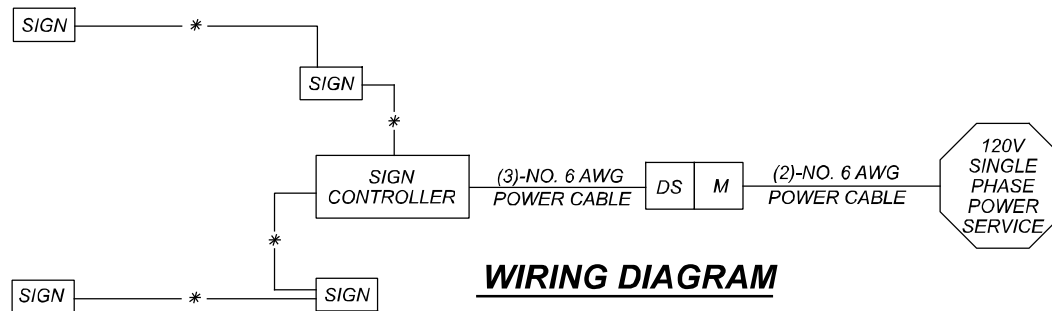 SIGN
*
SIGN
*
SIGN
CONTROLLER
(3)-NO. 6 AWG
POWER CABLE
DS
M
(2)-NO. 6 AWG
POWER CABLE
120V
SINGLE
PHASE
POWER
SERVICE
*
SIGN
*
SIGN
WIRING DIAGRAM